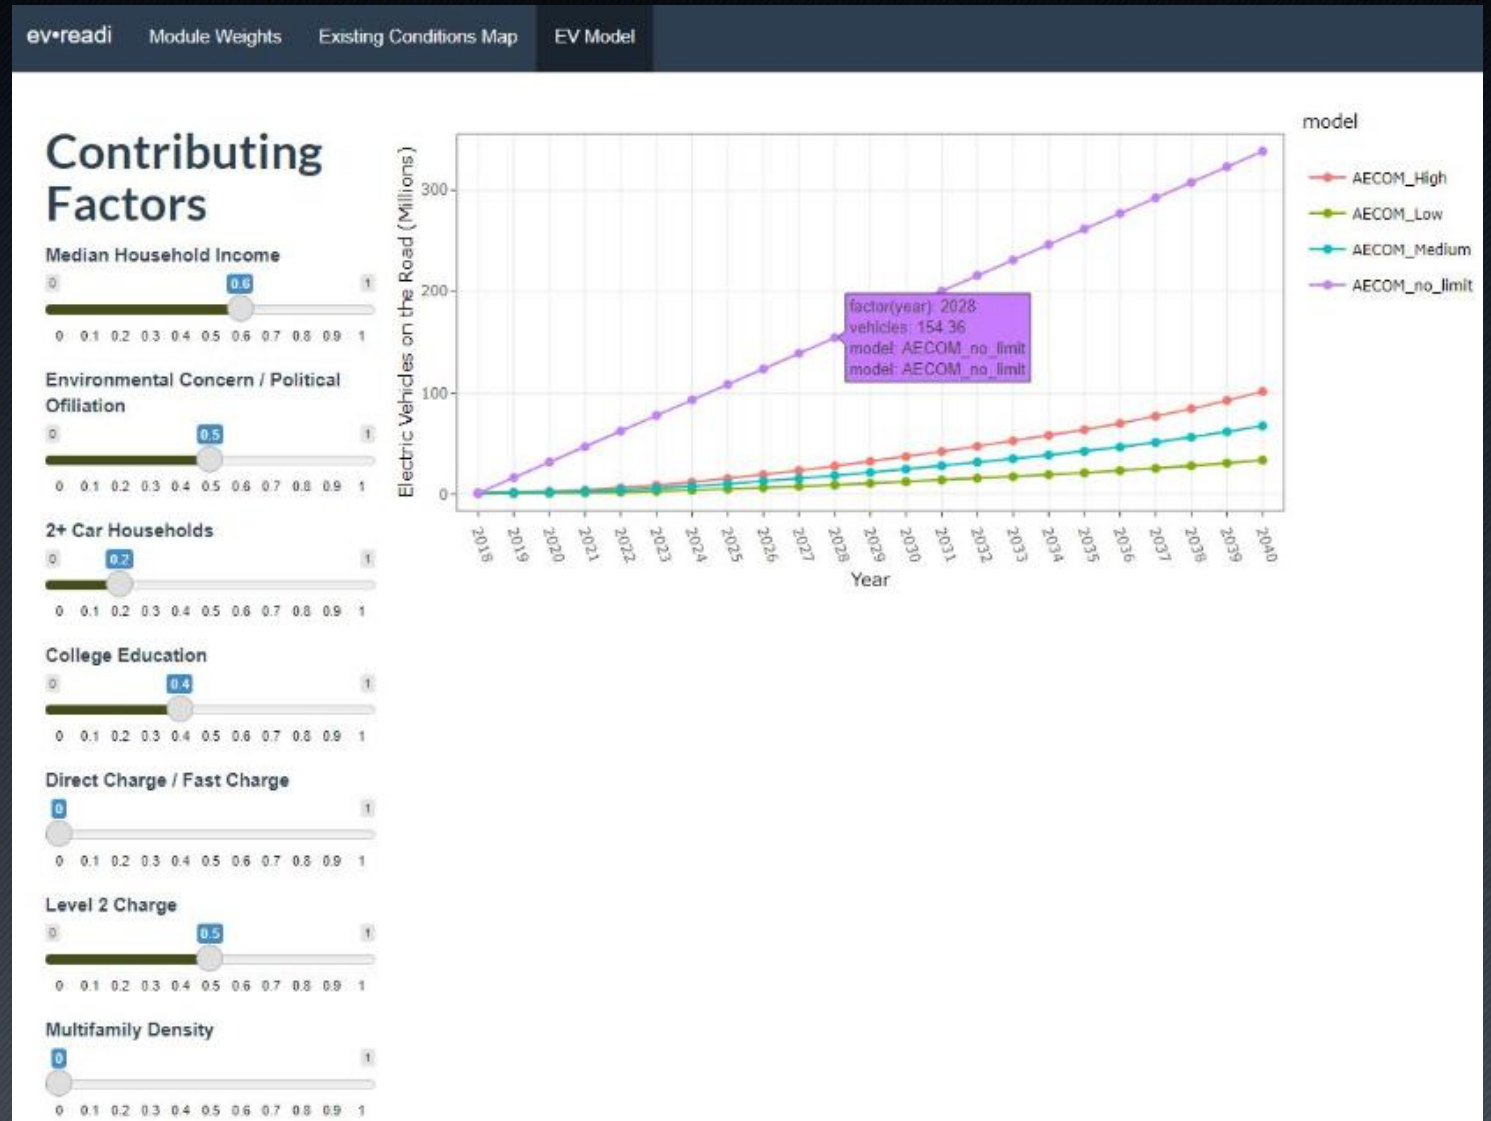 ev•readi Module Weights Existing Conditions Map EV Model
Contributing
Factors
Median Household Income
0 0.6 1
0 0.1 0.2 0.3 0.4 0.5 0.6 0.7 0.8 0.9 1
Environmental Concern / Political
Ofiliation
0 0.5 1
0 0.1 0.2 0.3 0.4 0.5 0.6 0.7 0.8 0.9 1
2+ Car Households
0 0.2 1
0 0.1 0.2 0.3 0.4 0.5 0.6 0.7 0.8 0.9 1
College Education
0 0.4 1
0 0.1 0.2 0.3 0.4 0.5 0.6 0.7 0.8 0.9 1
Direct Charge / Fast Charge
0 1
0 0.1 0.2 0.3 0.4 0.5 0.6 0.7 0.8 0.9 1
Level 2 Charge
0 0.5 1
0 0.1 0.2 0.3 0.4 0.5 0.6 0.7 0.8 0.9 1
Multifamily Density
0 1
0 0.1 0.2 0.3 0.4 0.5 0.6 0.7 0.8 0.9 1
Electric Vehicles on the Road (Millions)
300
200
100
0
factor(year): 2028
vehicles: 154.36
model: AECOM_no_limit
model: AECOM_no_limit
2018 2019 2020 2021 2022 2023 2024 2025 2026 2027 2028 2029 2030 2031 2032 2033 2034 2035 2036 2037 2038 2039 2040
Year
model
AECOM_High
AECOM_Low
AECOM_Medium
AECOM_no_limit